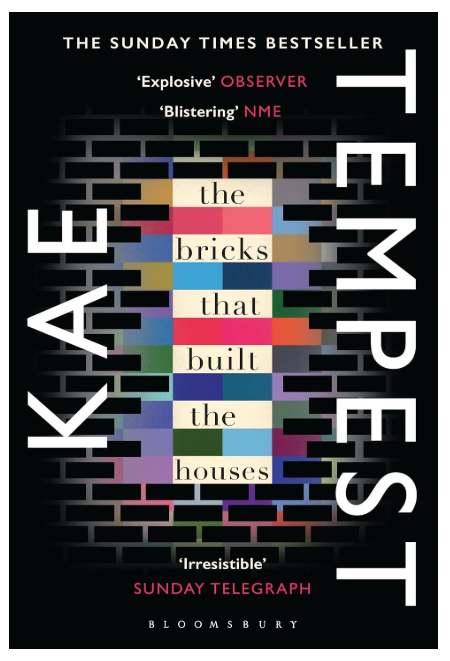 THE SUNDAY TIMES BESTSELLER
'Explosive' OBSERVER
'Blistering' NME
KAE
TEMPEST
the
bricks
that
built
the
houses
'Irresistible'
SUNDAY TELEGRAPH
BLOOMSBURY